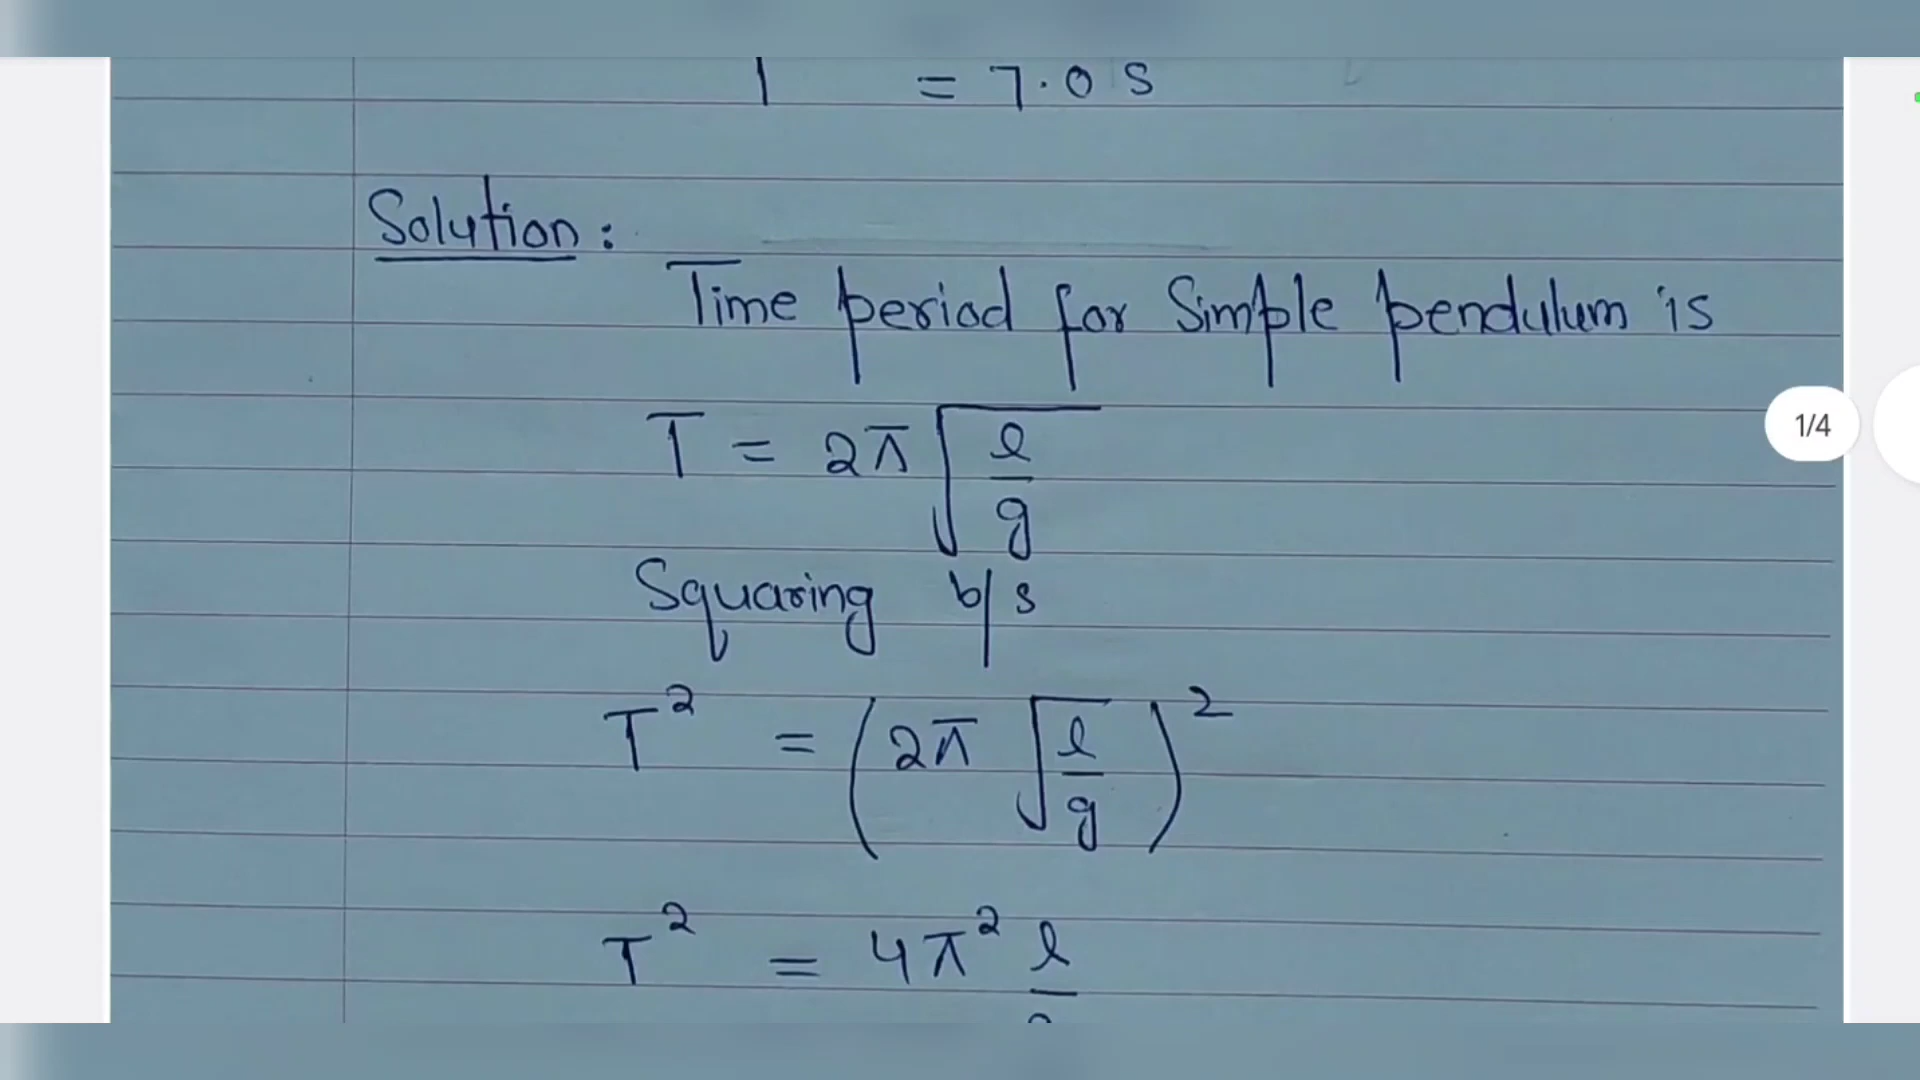 = 7.0 s
Solution:
Time period for Simple pendulum is
T = 2π √(l/g)
Squaring b/s
T² = (2π √(l/g))²
T² = 4π² l
1/4